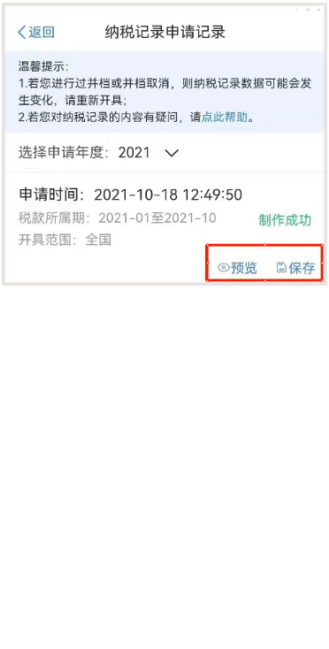 返回
纳税记录申请记录
温馨提示：
1.若您进行过并档或并档取消，则纳税记录数据可能会发
生变化，请重新开具；
2.若您对纳税记录的内容有疑问，请点此帮助。
选择申请年度：2021
申请时间：2021-10-18 12:49:50
税款所属期：2021-01至2021-10
制作成功
开具范围：全国
预览 保存